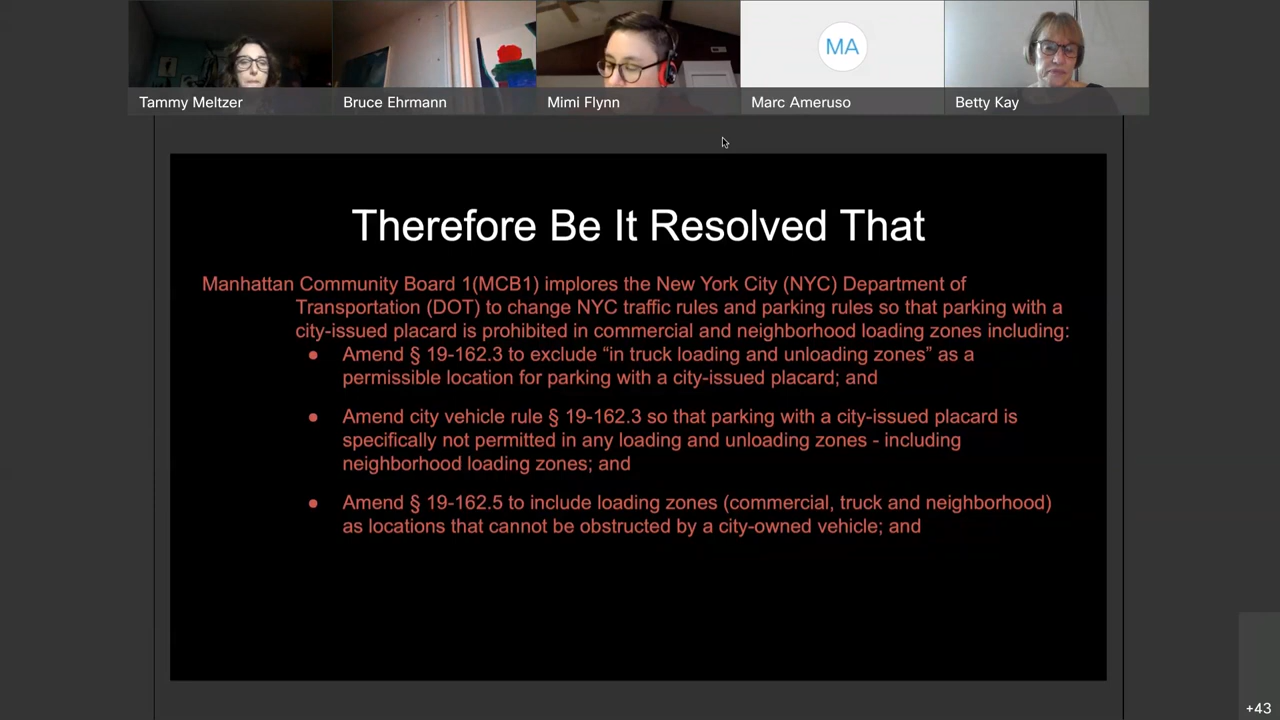 Tammy Meltzer
Bruce Ehrmann
Mimi Flynn
MA
Marc Ameruso
Betty Kay
Therefore Be It Resolved That
Manhattan Community Board 1(MCB1) implores the New York City (NYC) Department of
Transportation (DOT) to change NYC traffic rules and parking rules so that parking with a
city-issued placard is prohibited in commercial and neighborhood loading zones including:
● Amend § 19-162.3 to exclude “in truck loading and unloading zones” as a
permissible location for parking with a city-issued placard; and
● Amend city vehicle rule § 19-162.3 so that parking with a city-issued placard is
specifically not permitted in any loading and unloading zones - including
neighborhood loading zones; and
● Amend § 19-162.5 to include loading zones (commercial, truck and neighborhood)
as locations that cannot be obstructed by a city-owned vehicle; and
+43